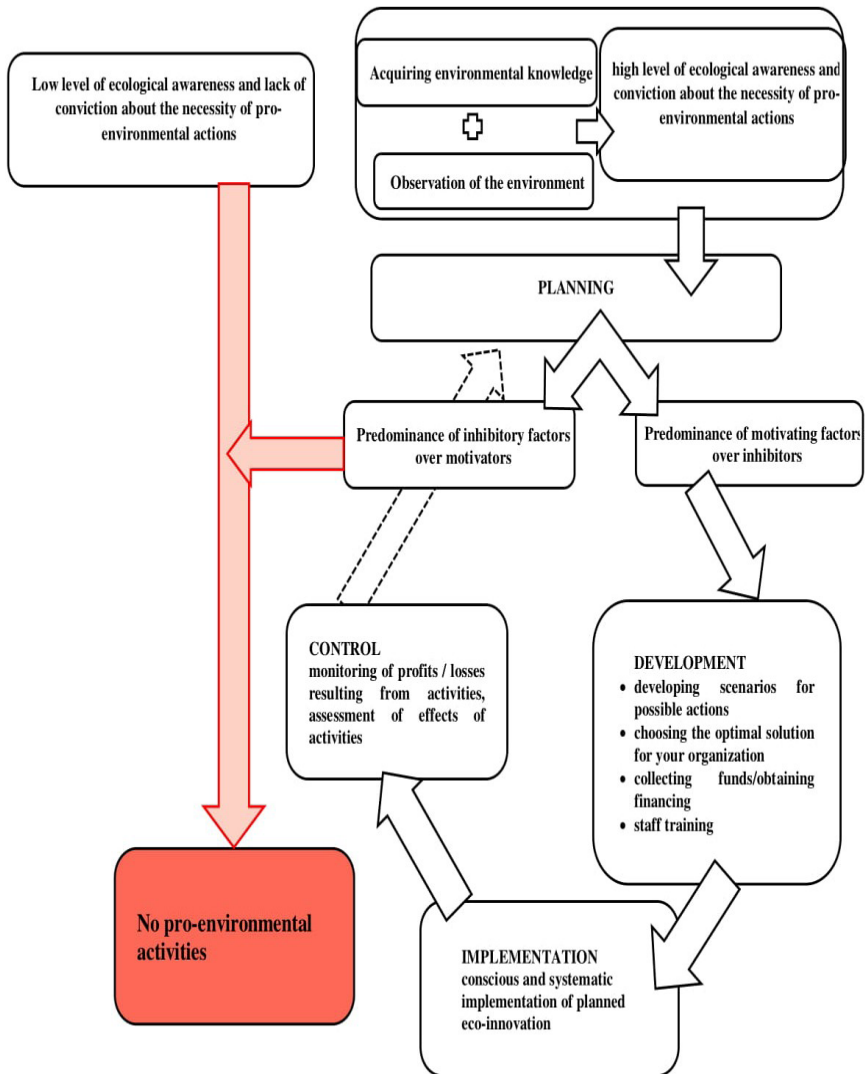 Low level of ecological awareness and lack of
conviction about the necessity of pro-
environmental actions
Acquiring environmental knowledge
Observation of the environment
high level of ecological awareness and
conviction about the necessity of pro-
environmental actions
PLANNING
Predominance of inhibitory factors
over motivators
Predominance of motivating factors
over inhibitors
CONTROL
monitoring of profits / losses
resulting from activities,
assessment of effects of
activities
DEVELOPMENT
• developing scenarios for
possible actions
• choosing the optimal solution
for your organization
• collecting funds/obtaining
financing
• staff training
No pro-environmental
activities
IMPLEMENTATION
conscious and systematic
implementation of planned
eco-innovation